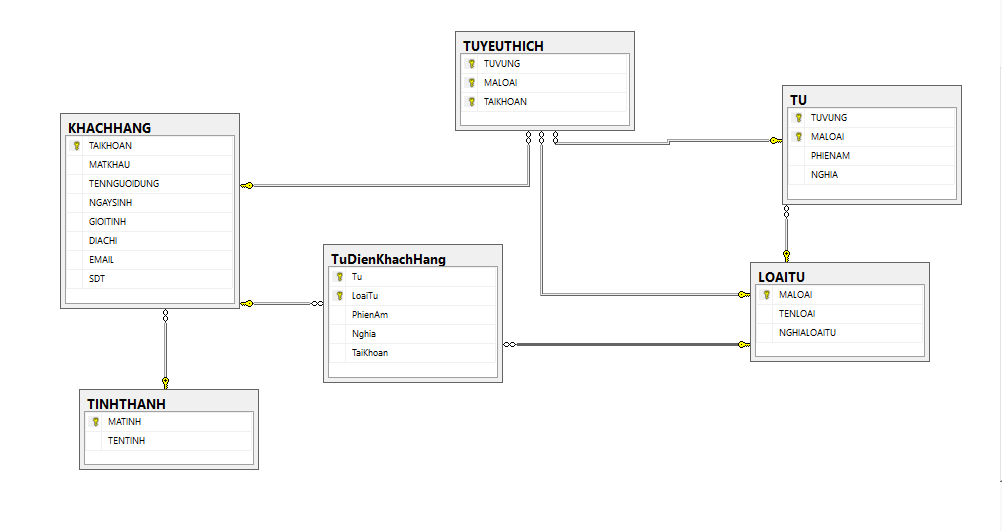 TUYEUTHICH
TUVUNG
MALOAI
TAIKHOAN
TU
TUVUNG
MALOAI
PHIENAM
NGHIA
KHACHHANG
TAIKHOAN
MATKHAU
TENNGUOIDUNG
NGAYSINH
GIOITINH
DIACHI
EMAIL
SDT
TuDienKhachHang
Tu
LoaiTu
PhienAm
Nghia
TaiKhoan
LOAITU
MALOAI
TENLOAI
NGHIALOAITU
TINHTHANH
MATINH
TENTINH